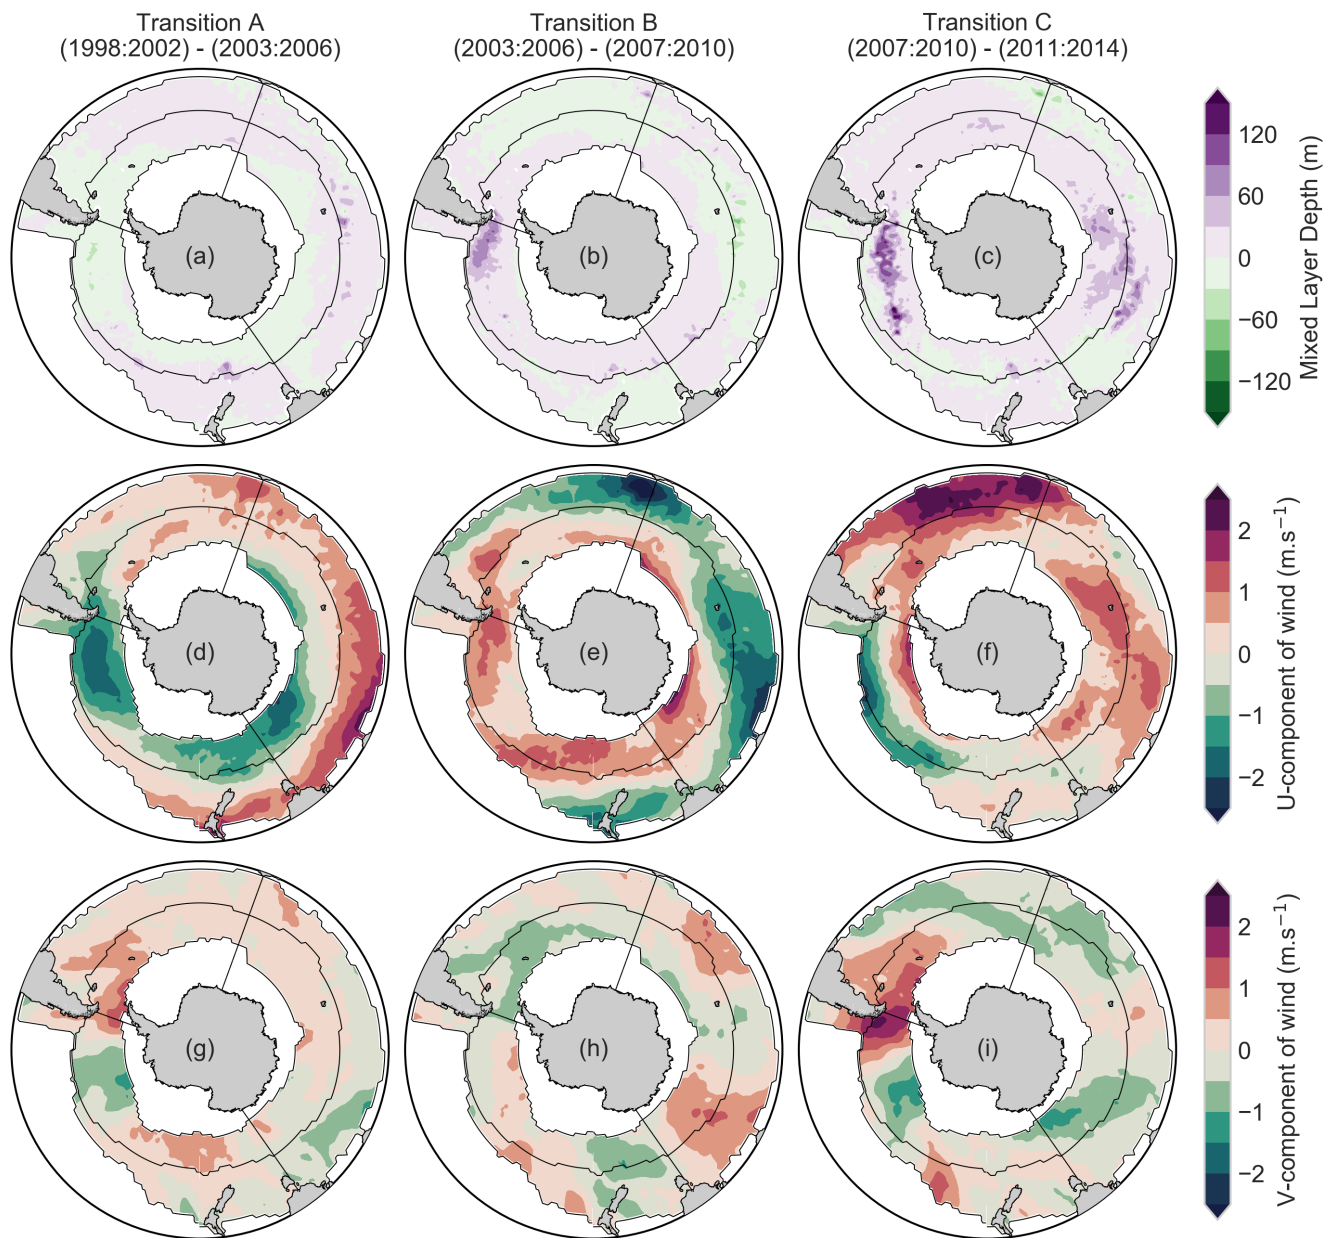 Transition A
(1998:2002) - (2003:2006)
Transition B
(2003:2006) - (2007:2010)
Transition C
(2007:2010) - (2011:2014)
(a)
(b)
(c)
120
60
0
−60
−120
Mixed Layer Depth (m)
(d)
(e)
(f)
2
1
0
−1
−2
U-component of wind (m.s⁻¹)
(g)
(h)
(i)
2
1
0
−1
−2
V-component of wind (m.s⁻¹)